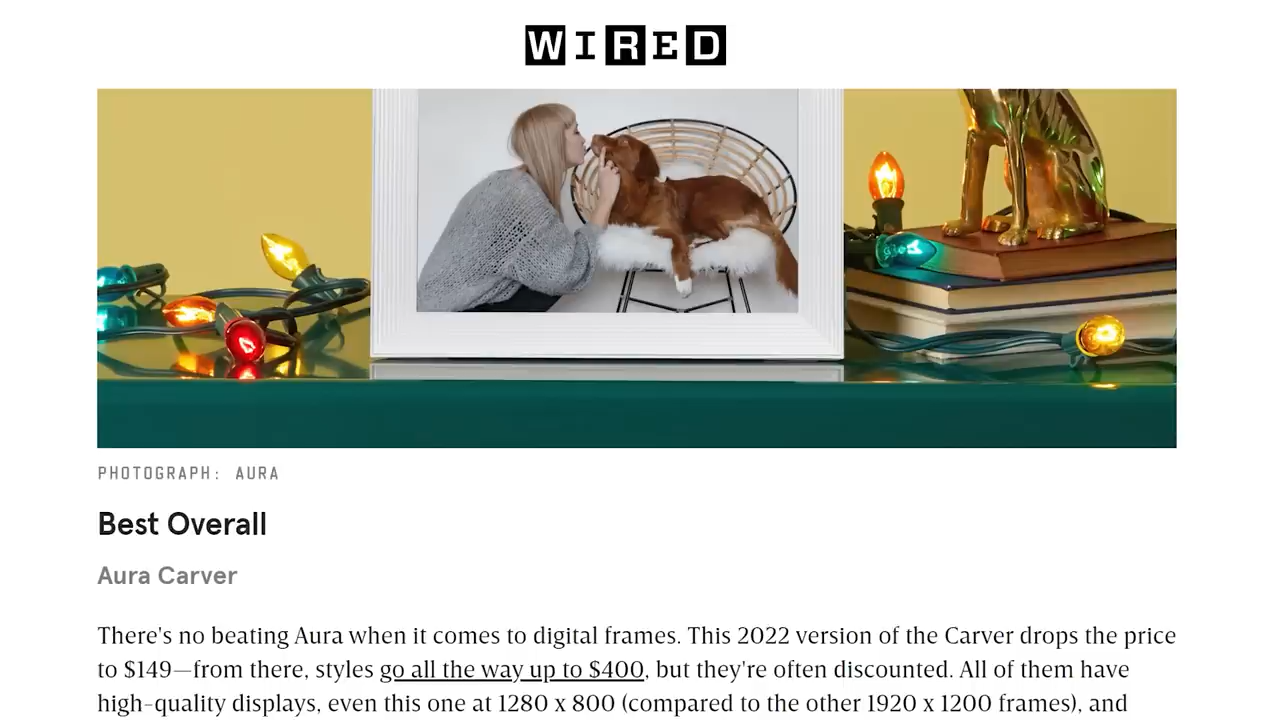 WIRED
PHOTOGRAPH: AURA
Best Overall
Aura Carver
There's no beating Aura when it comes to digital frames. This 2022 version of the Carver drops the price
to $149—from there, styles go all the way up to $400, but they're often discounted. All of them have
high-quality displays, even this one at 1280 x 800 (compared to the other 1920 x 1200 frames), and